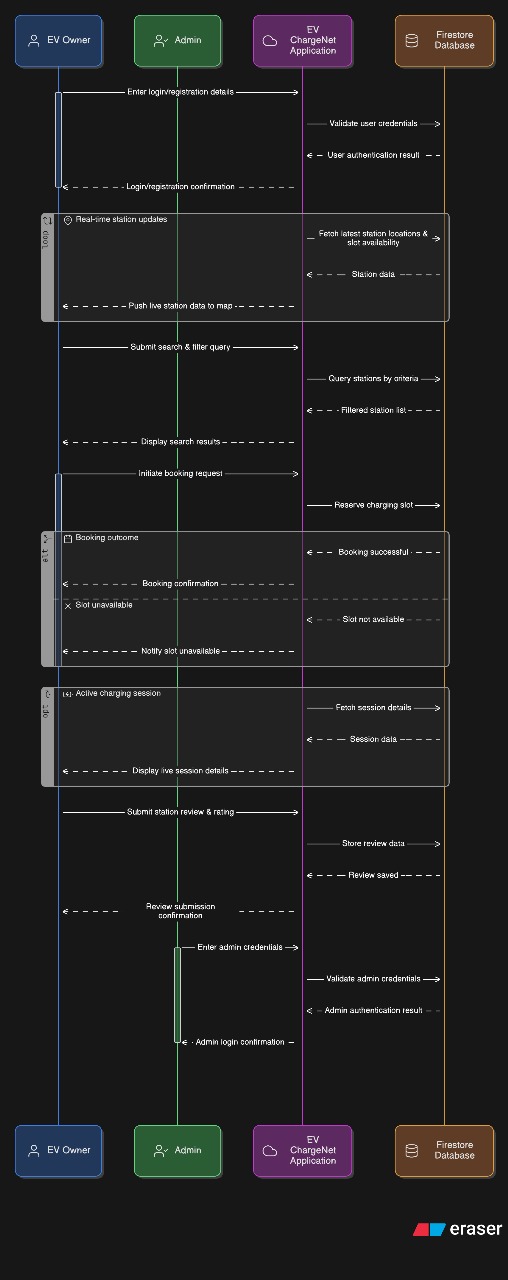 EV Owner
Admin
EV
ChargeNet
Application
Firestore
Database
Enter login/registration details
Validate user credentials
User authentication result
Login/registration confirmation
loop
Real-time station updates
Fetch latest station locations &
slot availability
Station data
Push live station data to map
Submit search & filter query
Query stations by criteria
Filtered station list
Display search results
Initiate booking request
Reserve charging slot
alt
Booking outcome
Booking successful
Booking confirmation
Slot unavailable
Slot not available
Notify slot unavailable
opt
Active charging session
Fetch session details
Session data
Display live session details
Submit station review & rating
Store review data
Review saved
Review submission
confirmation
Enter admin credentials
Validate admin credentials
Admin authentication result
Admin login confirmation
EV Owner
Admin
EV
ChargeNet
Application
Firestore
Database
eraser